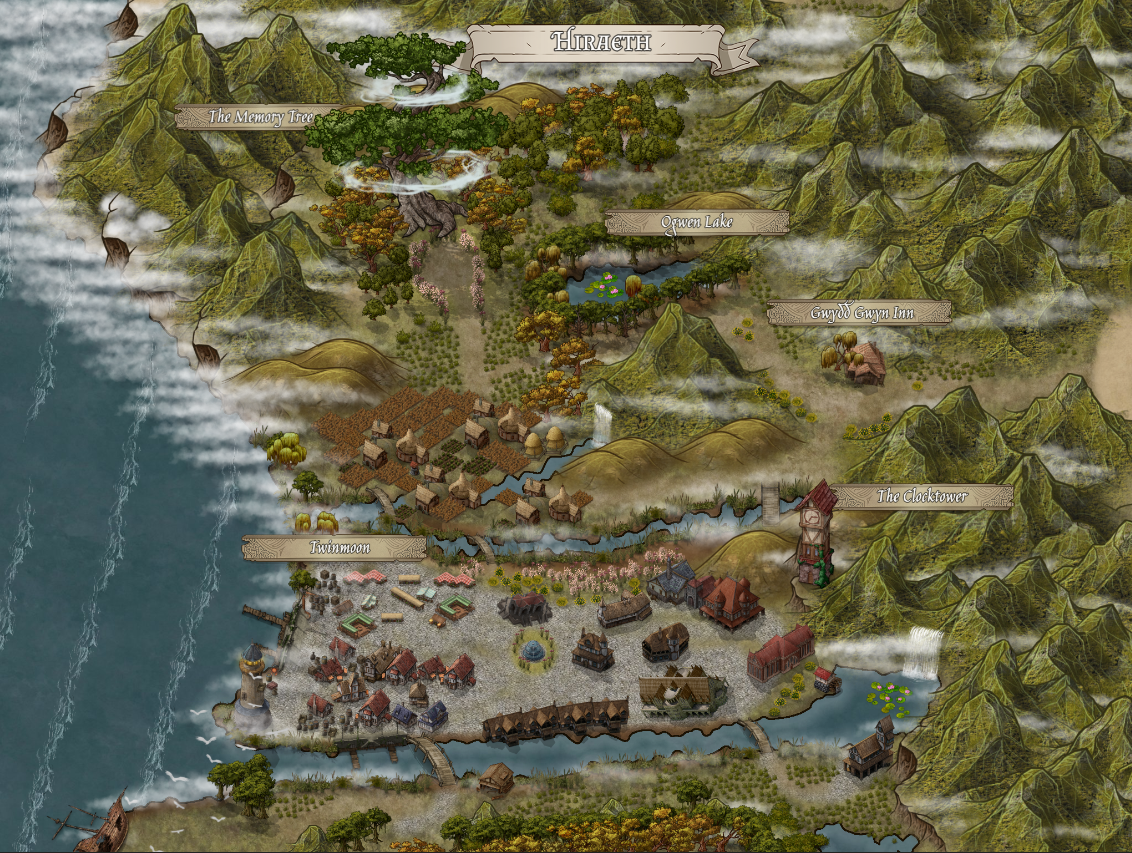 Hiraeth
The Memory Tree
Ogwen Lake
Gwydd Gwyn Inn
The Clocktower
Twinmoon